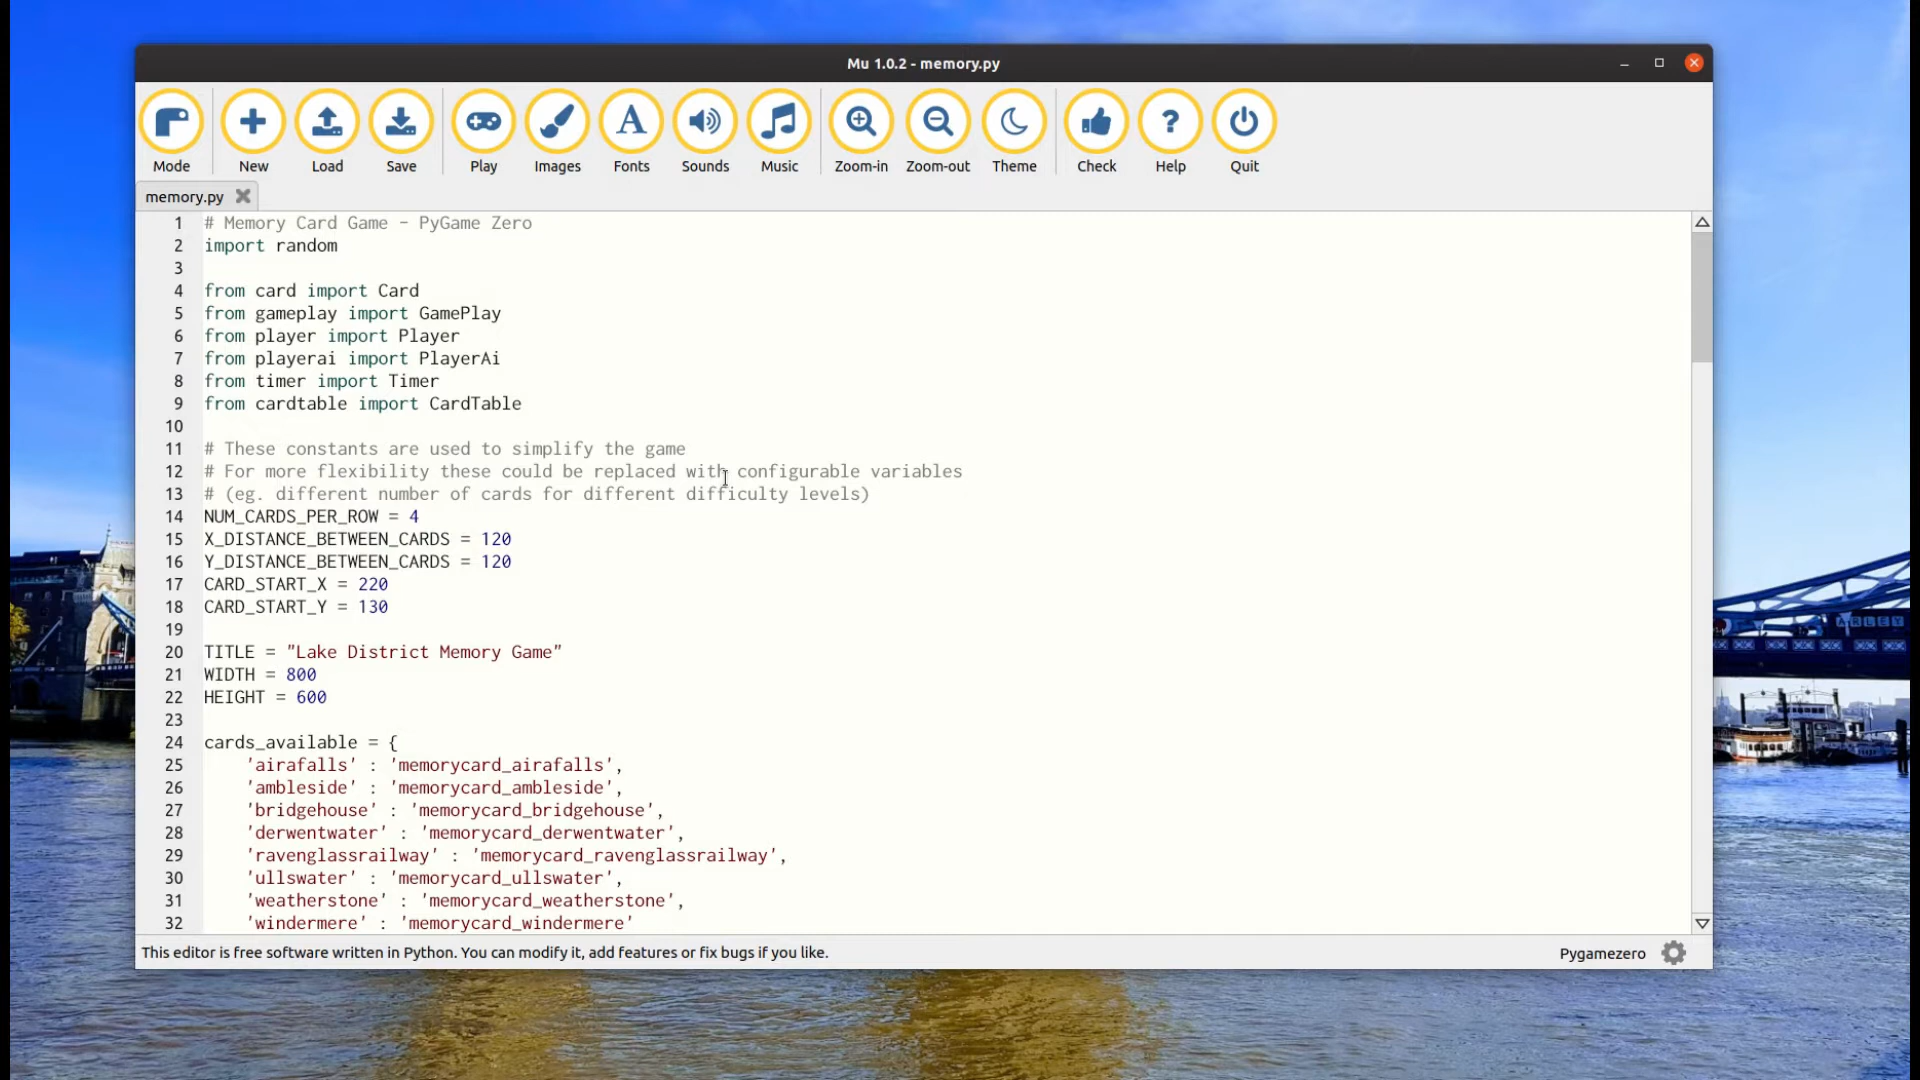 Mu 1.0.2 - memory.py
Mode New Load Save Play Images Fonts Sounds Music Zoom-in Zoom-out Theme Check Help Quit
memory.py
1 # Memory Card Game - PyGame Zero
2 import random
3
4 from card import Card
5 from gameplay import GamePlay
6 from player import Player
7 from playerai import PlayerAi
8 from timer import Timer
9 from cardtable import CardTable
10
11 # These constants are used to simplify the game
12 # For more flexibility these could be replaced with configurable variables
13 # (eg. different number of cards for different difficulty levels)
14 NUM_CARDS_PER_ROW = 4
15 X_DISTANCE_BETWEEN_CARDS = 120
16 Y_DISTANCE_BETWEEN_CARDS = 120
17 CARD_START_X = 220
18 CARD_START_Y = 130
19
20 TITLE = "Lake District Memory Game"
21 WIDTH = 800
22 HEIGHT = 600
23
24 cards_available = {
25 'airafalls' : 'memorycard_airafalls',
26 'ambleside' : 'memorycard_ambleside',
27 'bridgehouse' : 'memorycard_bridgehouse',
28 'derwentwater' : 'memorycard_derwentwater',
29 'ravenglassrailway' : 'memorycard_ravenglassrailway',
30 'ullswater' : 'memorycard_ullswater',
31 'weatherstone' : 'memorycard_weatherstone',
32 'windermere' : 'memorycard_windermere'
This editor is free software written in Python. You can modify it, add features or fix bugs if you like.
Pygamezero
ARLEY